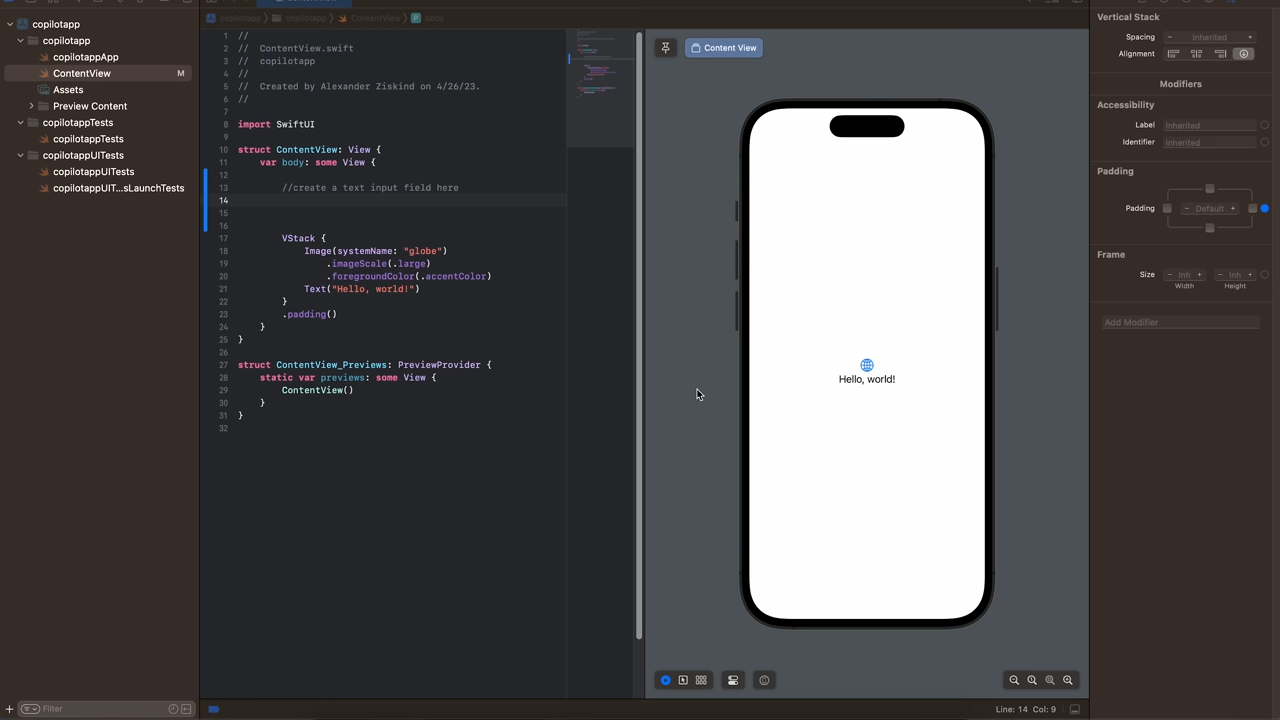 copilotapp
copilotapp
copilotappApp
ContentView
M
Assets
Preview Content
copilotappTests
copilotappTests
copilotappUITests
copilotappUITests
copilotappUIT...sLaunchTests
Filter
copilotapp
copilotapp
ContentView
body
1 //
2 //  ContentView.swift
3 //  copilotapp
4 //
5 //  Created by Alexander Ziskind on 4/26/23.
6 //
7
8 import SwiftUI
9
10 struct ContentView: View {
11     var body: some View {
12
13         //create a text input field here
14
15
16
17         VStack {
18             Image(systemName: "globe")
19                 .imageScale(.large)
20                 .foregroundColor(.accentColor)
21             Text("Hello, world!")
22         }
23         .padding()
24     }
25 }
26
27 struct ContentView_Previews: PreviewProvider {
28     static var previews: some View {
29         ContentView()
30     }
31 }
32
Content View
Hello, world!
Vertical Stack
Spacing
− Inherited +
Alignment
Modifiers
Accessibility
Label
Inherited
Identifier
Inherited
Padding
Padding
− Default +
Frame
Size
− Inh +
− Inh +
Width
Height
Add Modifier
Line: 14 Col: 9